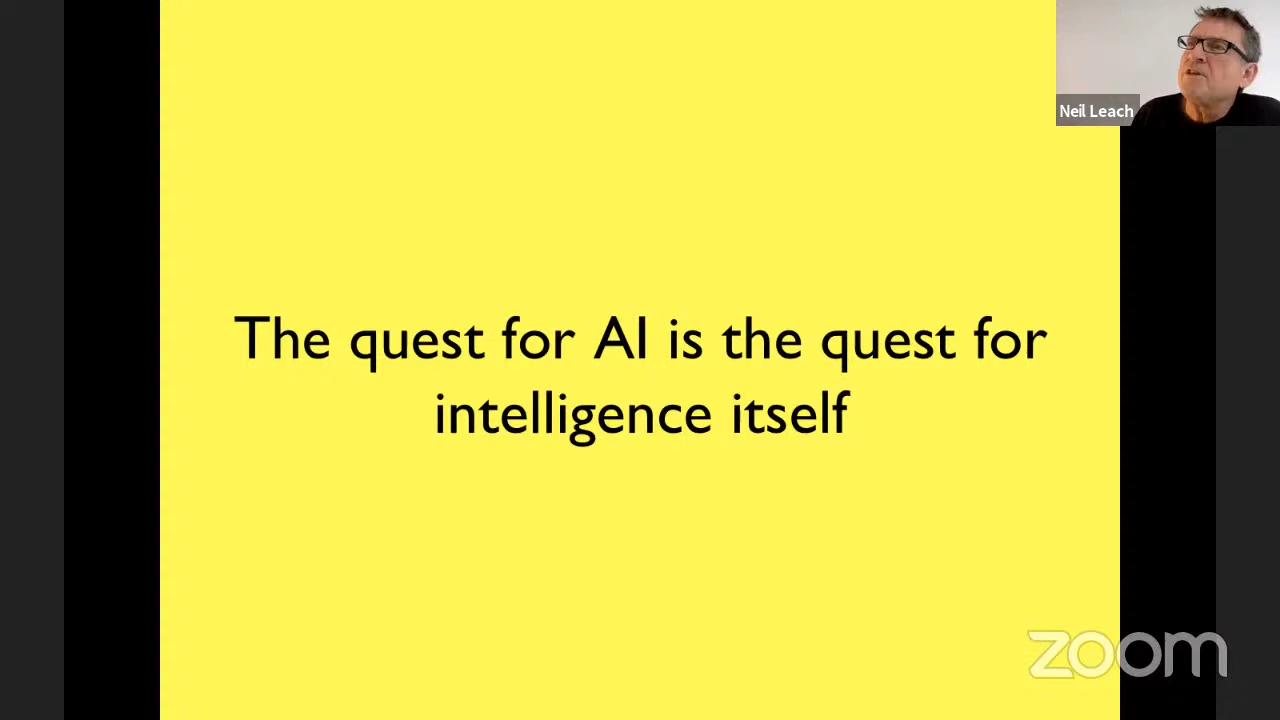 Neil Leach
The quest for AI is the quest for
intelligence itself
zoom